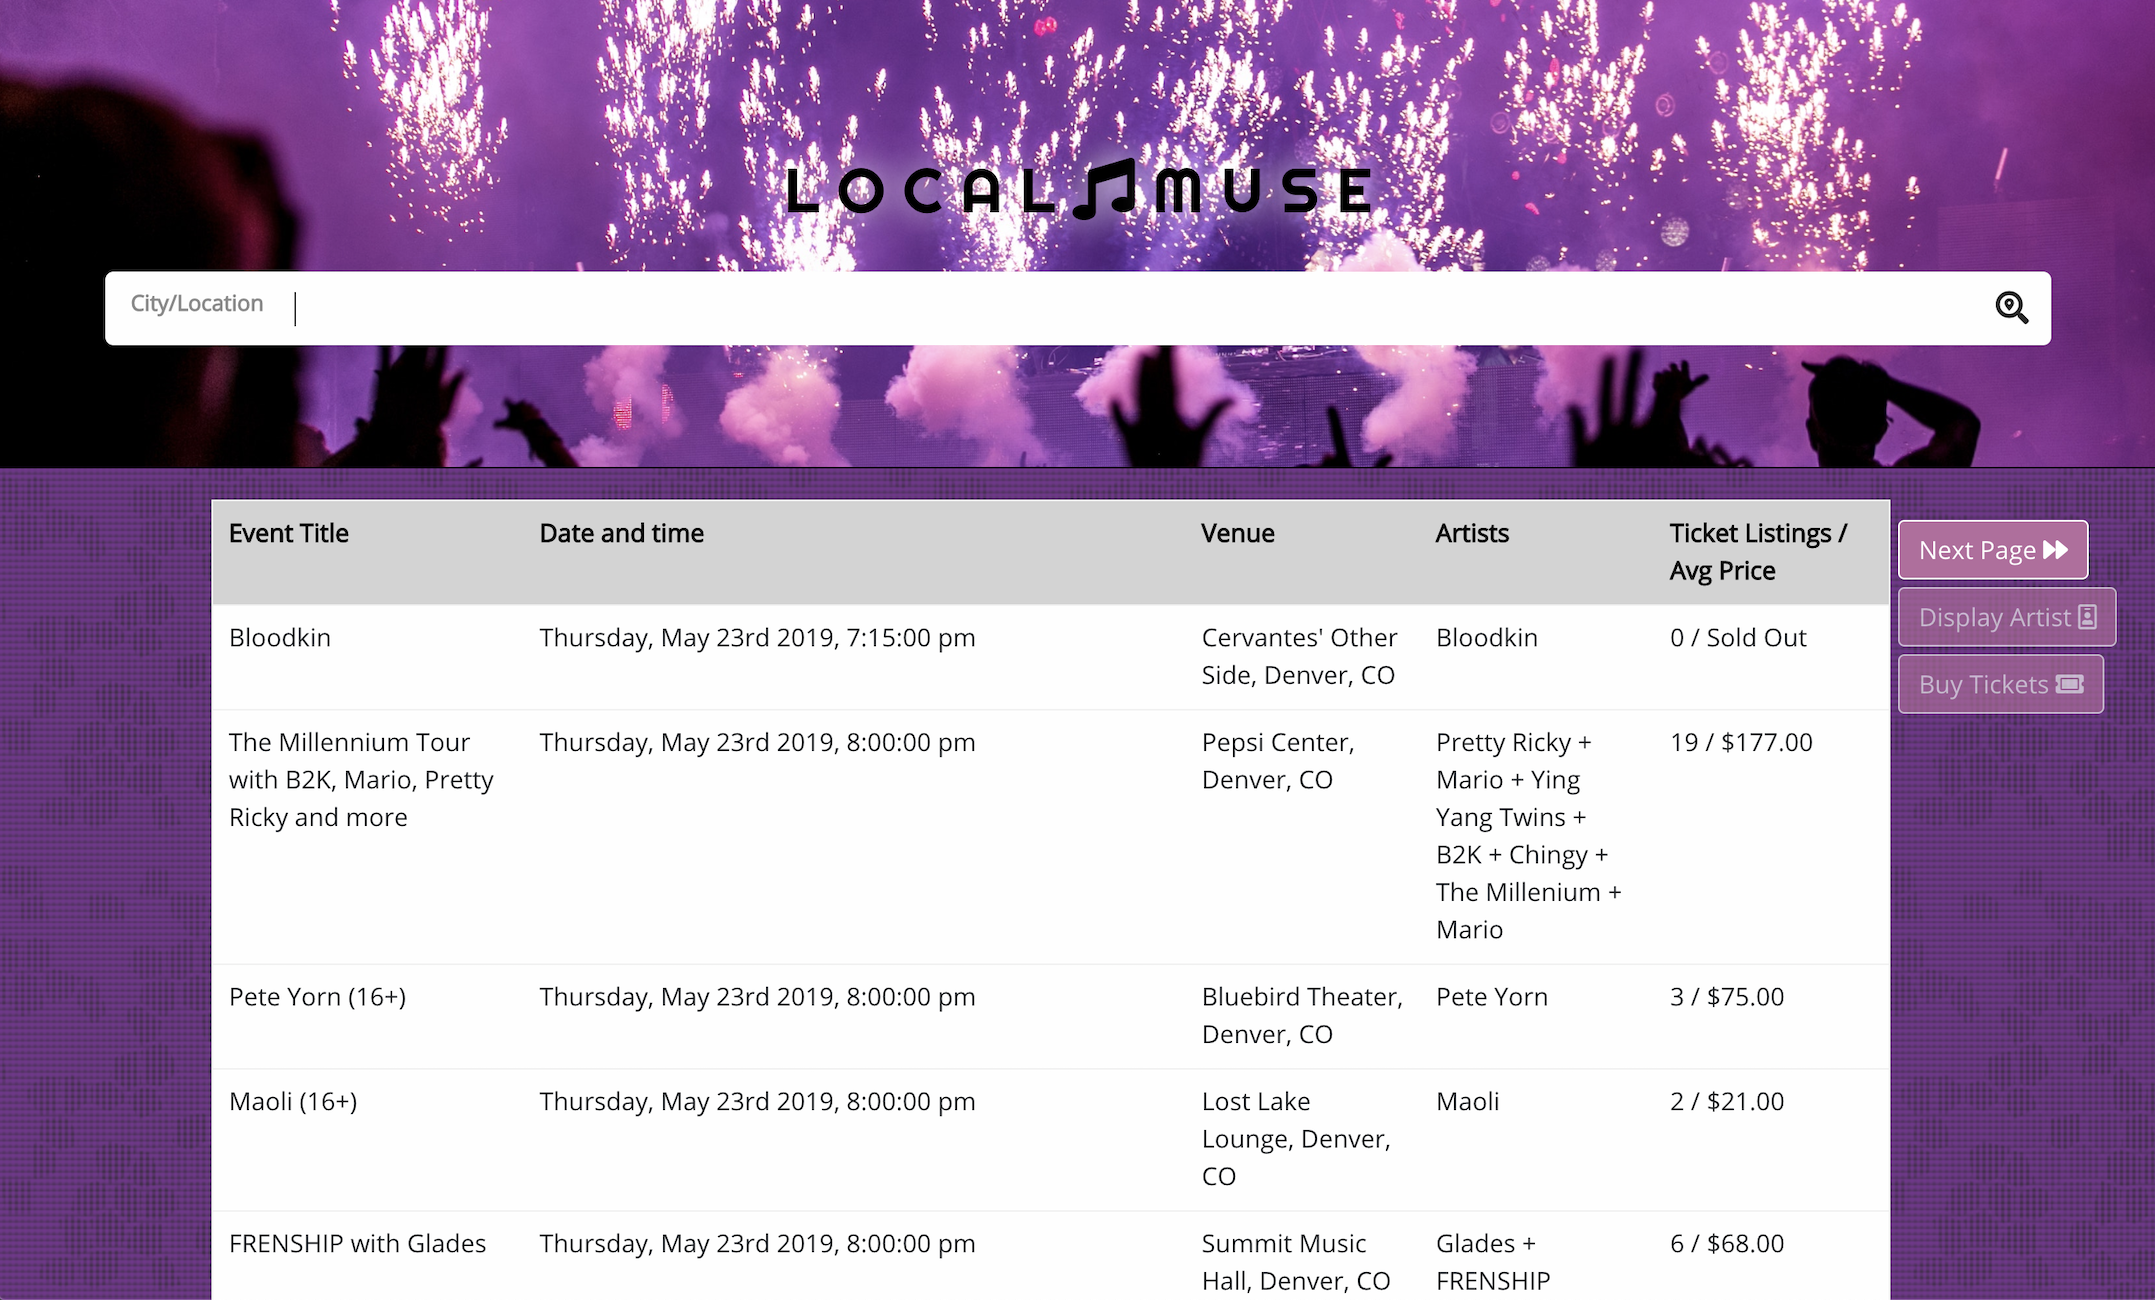 LOCAL MUSE
City/Location
Event Title Date and time Venue Artists Ticket Listings /
Avg Price
Next Page
Display Artist
Buy Tickets
Bloodkin Thursday, May 23rd 2019, 7:15:00 pm Cervantes' Other Bloodkin 0 / Sold Out
Side, Denver, CO
The Millennium Tour Thursday, May 23rd 2019, 8:00:00 pm Pepsi Center, Pretty Ricky + 19 / $177.00
with B2K, Mario, Pretty Denver, CO Mario + Ying
Ricky and more Yang Twins +
B2K + Chingy +
The Millenium +
Mario
Pete Yorn (16+) Thursday, May 23rd 2019, 8:00:00 pm Bluebird Theater, Pete Yorn 3 / $75.00
Denver, CO
Maoli (16+) Thursday, May 23rd 2019, 8:00:00 pm Lost Lake Maoli 2 / $21.00
Lounge, Denver,
CO
FRENSHIP with Glades Thursday, May 23rd 2019, 8:00:00 pm Summit Music Glades + 6 / $68.00
Hall, Denver, CO FRENSHIP